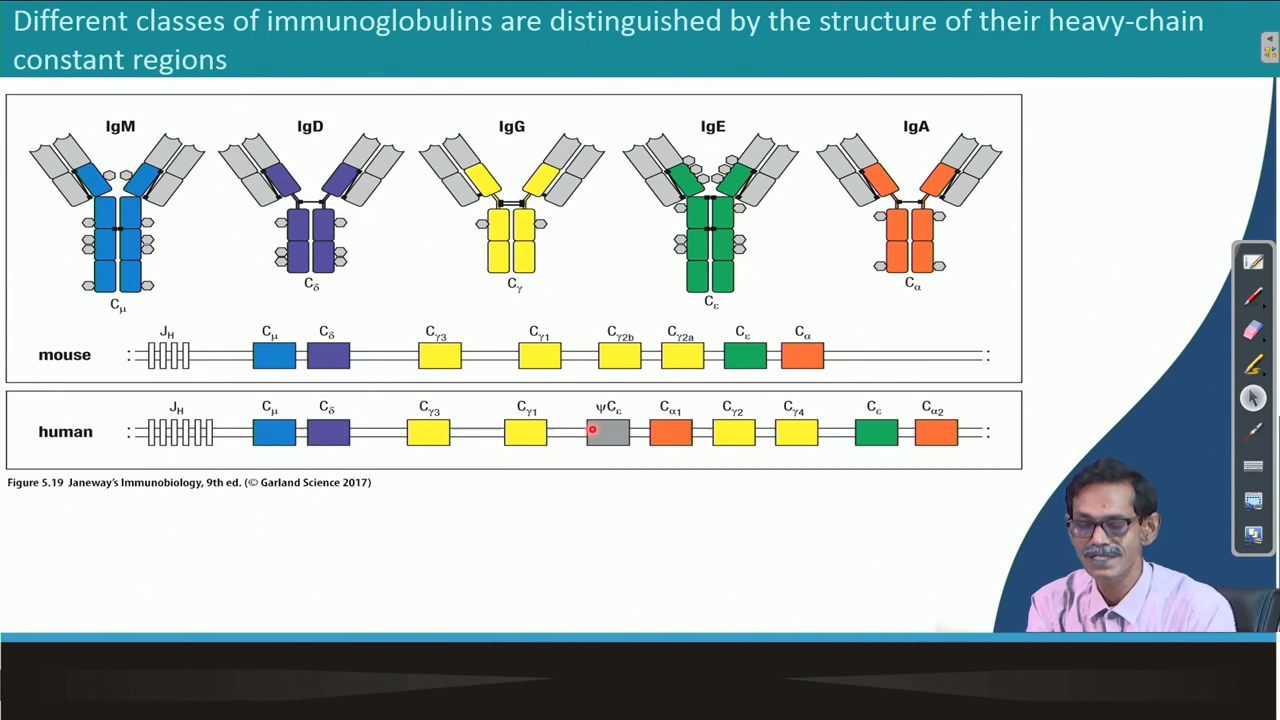 Different classes of immunoglobulins are distinguished by the structure of their heavy-chain
constant regions
IgM IgD IgG IgE IgA
Cμ Cδ Cγ Cε Cα
JH Cμ Cδ Cγ3 Cγ1 Cγ2b Cγ2a Cε Cα
mouse
JH Cμ Cδ Cγ3 Cγ1 ψCε Cα1 Cγ2 Cγ4 Cε Cα2
human
Figure 5.19 Janeway's Immunobiology, 9th ed. (© Garland Science 2017)